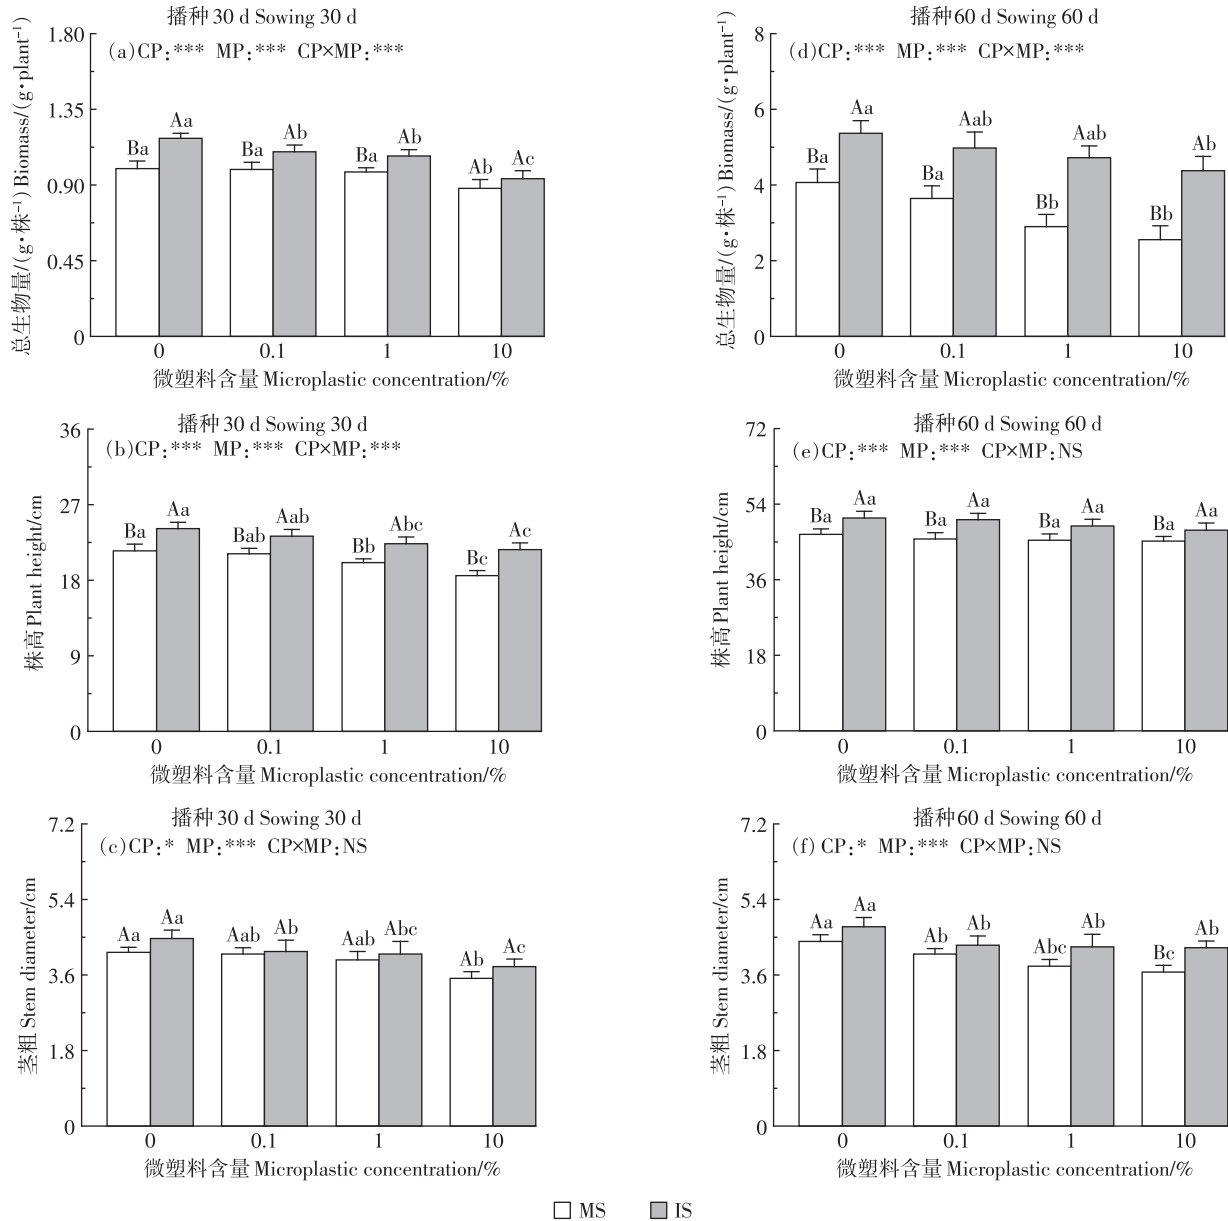 播种30 d Sowing 30 d
(a)CP:*** MP:*** CP×MP:***
总生物量/(g·株⁻¹) Biomass/(g·plant⁻¹)
1.80
1.35
0.90
0.45
0
Ba Aa Ba Ab Ba Ab Ab Ac
0 0.1 1 10
微塑料含量 Microplastic concentration/%
播种60 d Sowing 60 d
(d)CP:*** MP:*** CP×MP:***
总生物量/(g·株⁻¹) Biomass/(g·plant⁻¹)
8
6
4
2
0
Ba Aa Ba Aab Bb Aab Bb Ab
0 0.1 1 10
微塑料含量 Microplastic concentration/%
播种30 d Sowing 30 d
(b)CP:*** MP:*** CP×MP:***
株高 Plant height/cm
36
27
18
9
0
Ba Aa Bab Aab Bb Abc Bc Ac
0 0.1 1 10
微塑料含量 Microplastic concentration/%
播种60 d Sowing 60 d
(e)CP:*** MP:*** CP×MP:NS
株高 Plant height/cm
72
54
36
18
0
Ba Aa Ba Aa Ba Aa Ba Aa
0 0.1 1 10
微塑料含量 Microplastic concentration/%
播种30 d Sowing 30 d
(c)CP:* MP:*** CP×MP:NS
茎粗 Stem diameter/cm
7.2
5.4
3.6
1.8
0
Aa Aa Aab Ab Aab Abc Ab Ac
0 0.1 1 10
微塑料含量 Microplastic concentration/%
播种60 d Sowing 60 d
(f) CP:* MP:*** CP×MP:NS
茎粗 Stem diameter/cm
7.2
5.4
3.6
1.8
0
Aa Aa Ab Ab Abc Ab Bc Ab
0 0.1 1 10
微塑料含量 Microplastic concentration/%
MS IS